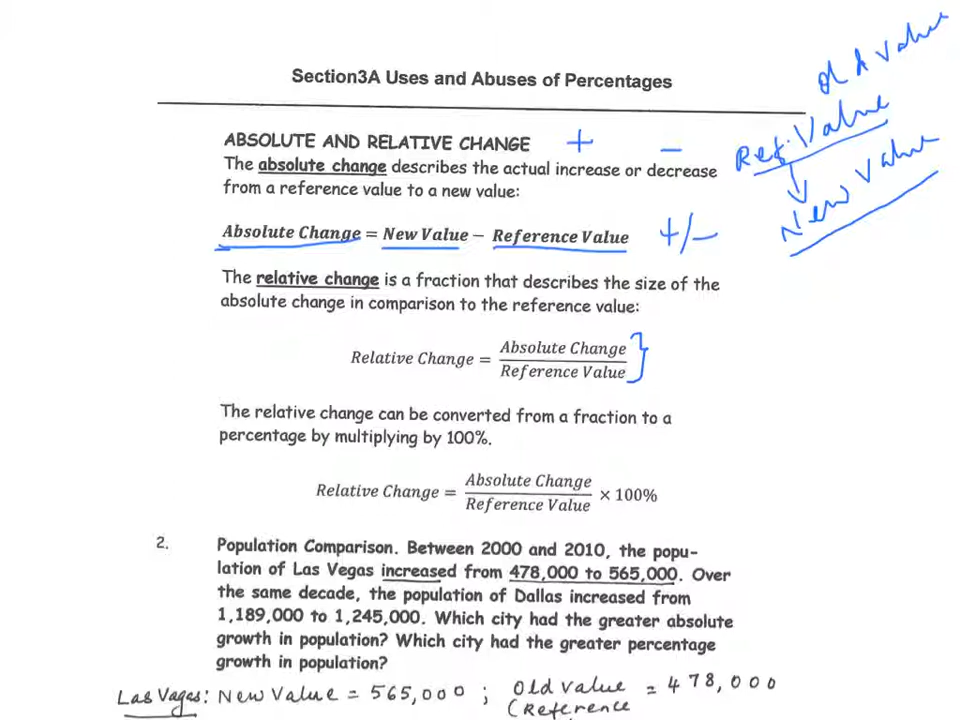 old value
Section3A Uses and Abuses of Percentages
Ref. Value
New Value
ABSOLUTE AND RELATIVE CHANGE + −
The absolute change describes the actual increase or decrease
from a reference value to a new value:
Absolute Change = New Value − Reference Value +/−
The relative change is a fraction that describes the size of the
absolute change in comparison to the reference value:
Relative Change = Absolute Change / Reference Value }
The relative change can be converted from a fraction to a
percentage by multiplying by 100%.
Relative Change = Absolute Change / Reference Value × 100%
2. Population Comparison. Between 2000 and 2010, the popu-
lation of Las Vegas increased from 478,000 to 565,000. Over
the same decade, the population of Dallas increased from
1,189,000 to 1,245,000. Which city had the greater absolute
growth in population? Which city had the greater percentage
growth in population?
Las Vagas: New Value = 565,000 ; Old Value = 478,000
(Reference